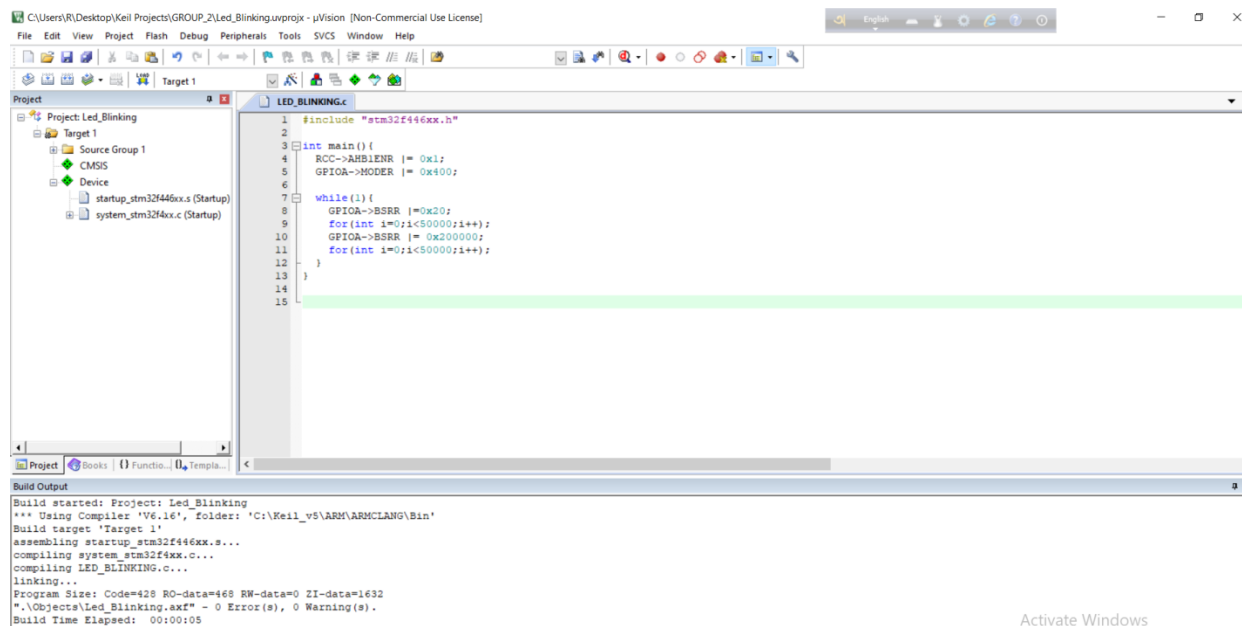 C:\Users\R\Desktop\Keil Projects\GROUP_2\Led_Blinking.uvprojx - µVision [Non-Commercial Use License]
অ English
File Edit View Project Flash Debug Peripherals Tools SVCS Window Help
LOAD Target 1
Project
LED_BLINKING.c
Project: Led_Blinking
Target 1
Source Group 1
CMSIS
Device
startup_stm32f446xx.s (Startup)
system_stm32f4xx.c (Startup)
1 #include "stm32f446xx.h"
2
3 int main(){
4 RCC->AHB1ENR |= 0x1;
5 GPIOA->MODER |= 0x400;
6
7 while(1){
8 GPIOA->BSRR |=0x20;
9 for(int i=0;i<50000;i++);
10 GPIOA->BSRR |= 0x200000;
11 for(int i=0;i<50000;i++);
12 }
13 }
14
15
Project Books {} Functio... 0 Templa...
Build Output
Build started: Project: Led_Blinking
*** Using Compiler 'V6.16', folder: 'C:\Keil_v5\ARM\ARMCLANG\Bin'
Build target 'Target 1'
assembling startup_stm32f446xx.s...
compiling system_stm32f4xx.c...
compiling LED_BLINKING.c...
linking...
Program Size: Code=428 RO-data=468 RW-data=0 ZI-data=1632
".\Objects\Led_Blinking.axf" - 0 Error(s), 0 Warning(s).
Build Time Elapsed: 00:00:05
Activate Windows